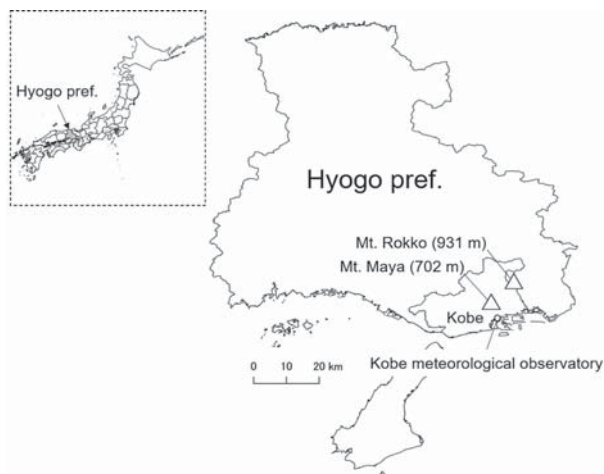 Hyogo pref.
Hyogo pref.
Mt. Rokko (931 m)
Mt. Maya (702 m)
Kobe
Kobe meteorological observatory
0 10 20 km